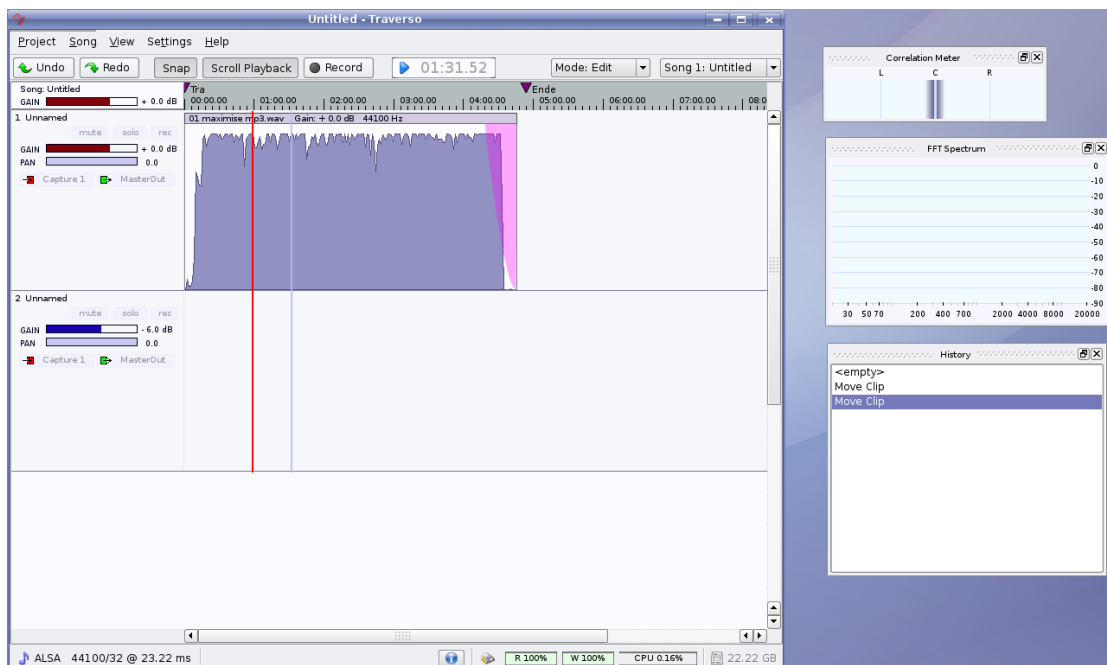 Untitled - Traverso
Project Song View Settings Help
Undo Redo Snap Scroll Playback Record 01:31.52 Mode: Edit Song 1: Untitled
Song: Untitled
GAIN + 0.0 dB
Tra Ende
00:00.00 01:00.00 02:00.00 03:00.00 04:00.00 05:00.00 06:00.00 07:00.00 08:0
1 Unnamed
01 maximise mp3.wav Gain: + 0.0 dB 44100 Hz
mute solo rec
GAIN + 0.0 dB
PAN 0.0
Capture 1 MasterOut
2 Unnamed
mute solo rec
GAIN - 6.0 dB
PAN 0.0
Capture 1 MasterOut
ALSA 44100/32 @ 23.22 ms
R 100% W 100% CPU 0.16% 22.22 GB
Correlation Meter
L C R
FFT Spectrum
0
-10
-20
-30
-40
-50
-60
-70
-80
-90
30 50 70 200 400 700 2000 4000 8000 20000
History
<empty>
Move Clip
Move Clip